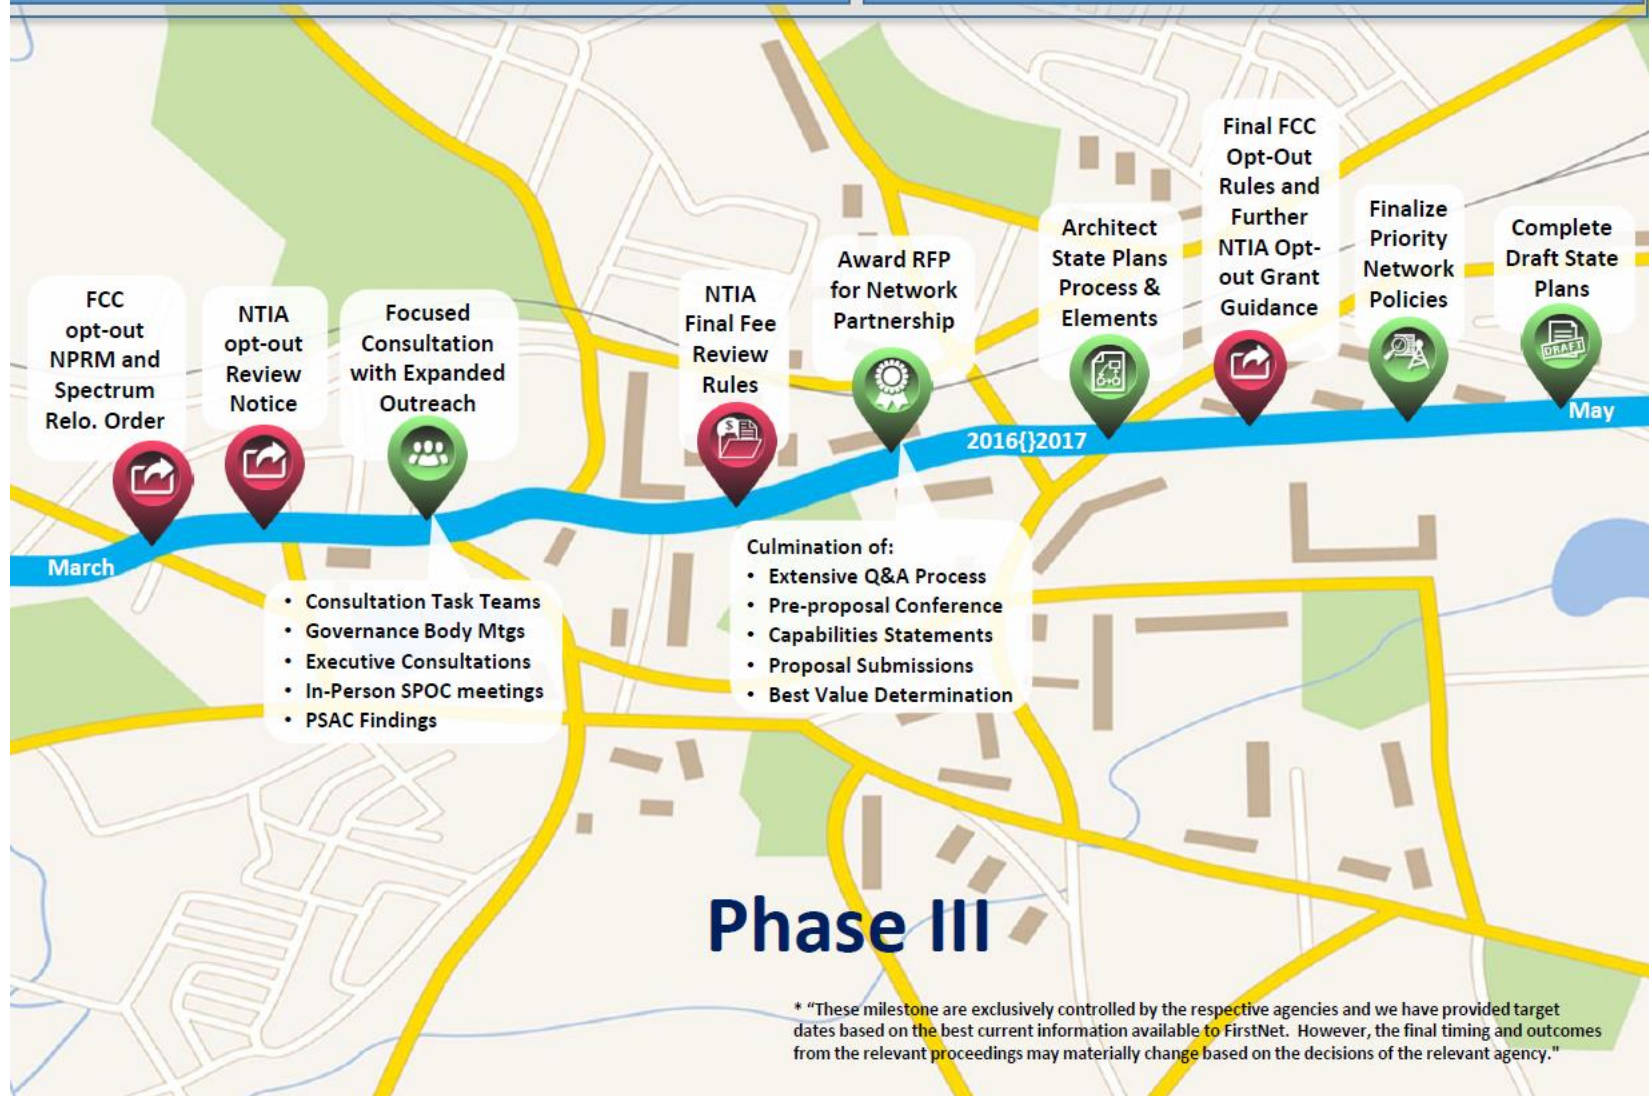 FCC
opt-out
NPRM and
Spectrum
Relo. Order
NTIA
opt-out
Review
Notice
Focused
Consultation
with Expanded
Outreach
NTIA
Final Fee
Review
Rules
Award RFP
for Network
Partnership
Architect
State Plans
Process &
Elements
Final FCC
Opt-Out
Rules and
Further
NTIA Opt-
out Grant
Guidance
Finalize
Priority
Network
Policies
Complete
Draft State
Plans
DRAFT
March
2016{}2017
May
• Consultation Task Teams
• Governance Body Mtgs
• Executive Consultations
• In-Person SPOC meetings
• PSAC Findings
Culmination of:
• Extensive Q&A Process
• Pre-proposal Conference
• Capabilities Statements
• Proposal Submissions
• Best Value Determination
Phase III
* “These milestone are exclusively controlled by the respective agencies and we have provided target
dates based on the best current information available to FirstNet. However, the final timing and outcomes
from the relevant proceedings may materially change based on the decisions of the relevant agency."